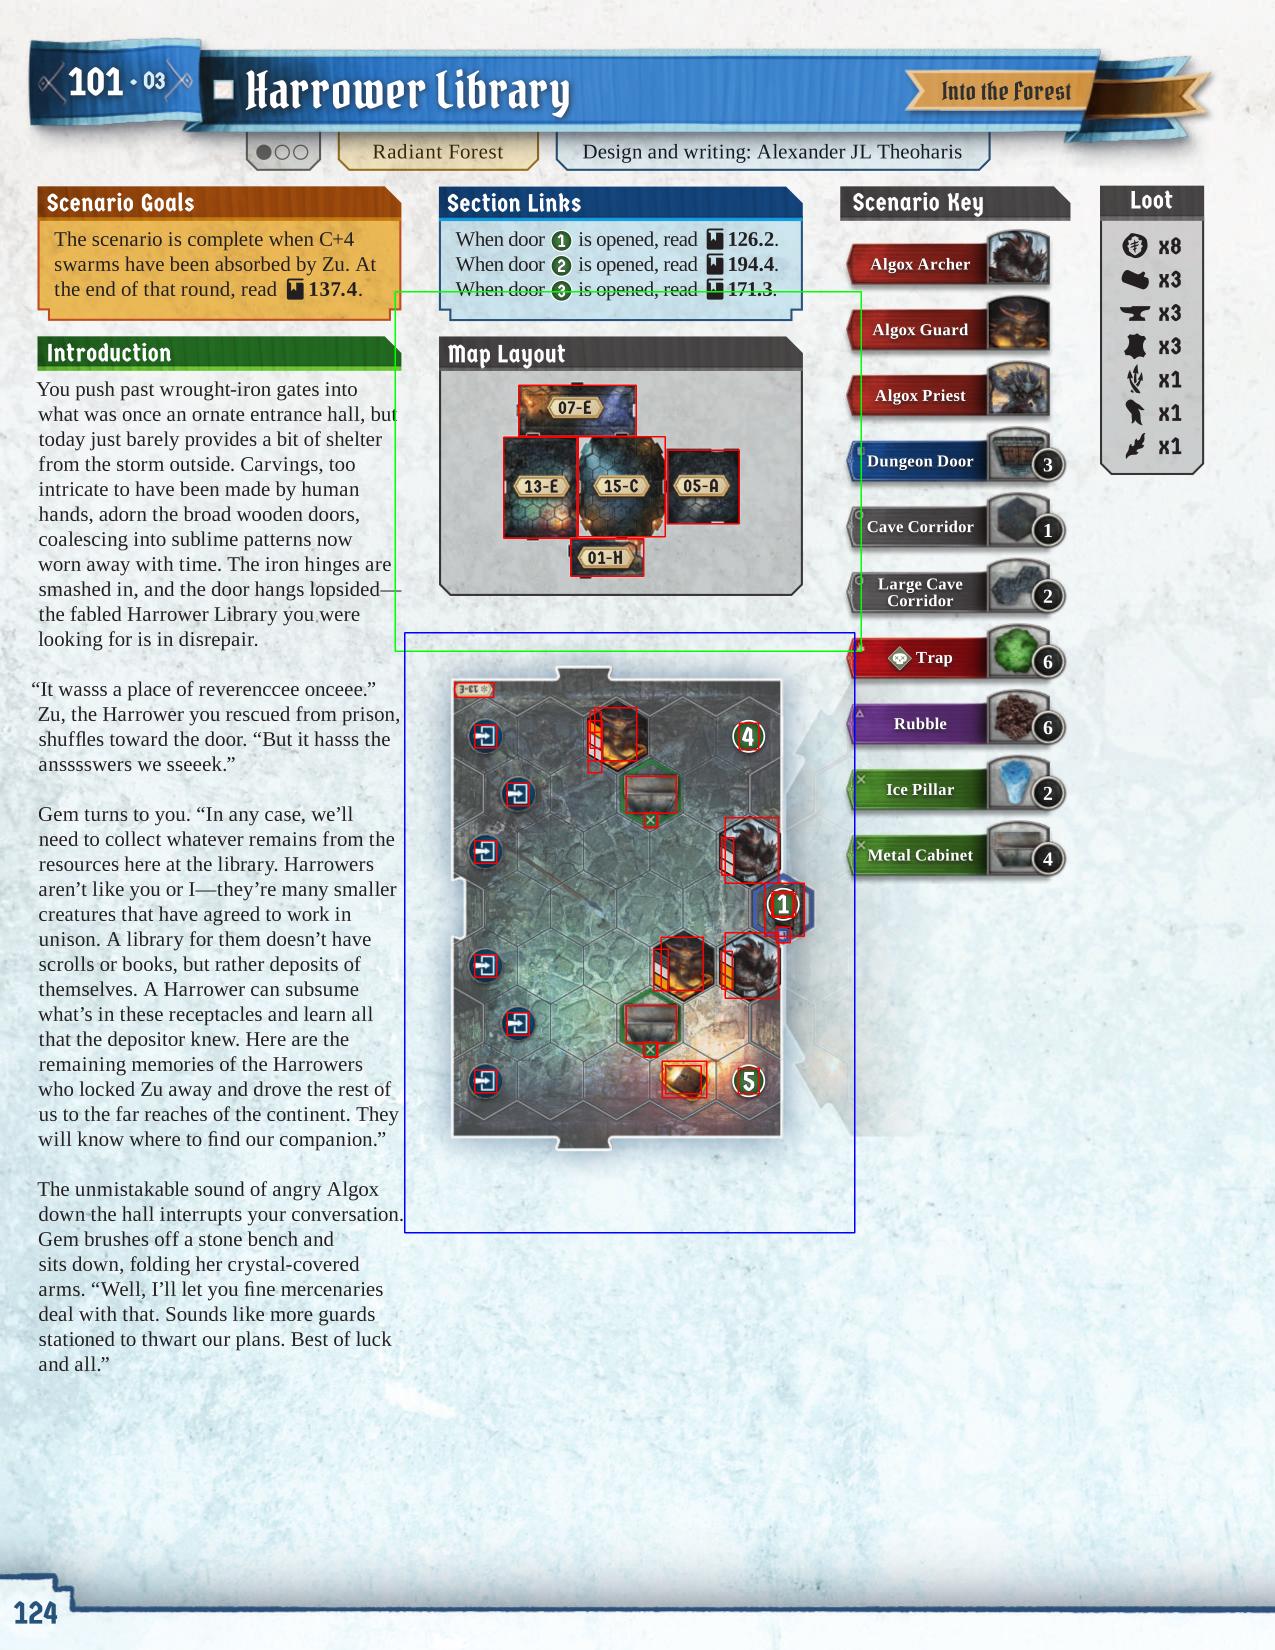 101 • 03
Harrower Library
Into the Forest
Radiant Forest
Design and writing: Alexander JL Theoharis
Scenario Goals
The scenario is complete when C+4
swarms have been absorbed by Zu. At
the end of that round, read 137.4.
Section Links
When door 1 is opened, read 126.2.
When door 2 is opened, read 194.4.
When door 3 is opened, read 171.3.
Scenario Key
Algox Archer
Algox Guard
Algox Priest
Dungeon Door 3
Cave Corridor 1
Large Cave
Corridor 2
Trap 6
Rubble 6
Ice Pillar 2
Metal Cabinet 4
Loot
x8
x3
x3
x3
x1
x1
x1
Introduction
You push past wrought-iron gates into
what was once an ornate entrance hall, but
today just barely provides a bit of shelter
from the storm outside. Carvings, too
intricate to have been made by human
hands, adorn the broad wooden doors,
coalescing into sublime patterns now
worn away with time. The iron hinges are
smashed in, and the door hangs lopsided—
the fabled Harrower Library you were
looking for is in disrepair.
“It wasss a place of reverenccee onceee.”
Zu, the Harrower you rescued from prison,
shuffles toward the door. “But it hasss the
ansssswers we sseeek.”
Gem turns to you. “In any case, we’ll
need to collect whatever remains from the
resources here at the library. Harrowers
aren’t like you or I—they’re many smaller
creatures that have agreed to work in
unison. A library for them doesn’t have
scrolls or books, but rather deposits of
themselves. A Harrower can subsume
what’s in these receptacles and learn all
that the depositor knew. Here are the
remaining memories of the Harrowers
who locked Zu away and drove the rest of
us to the far reaches of the continent. They
will know where to find our companion.”
The unmistakable sound of angry Algox
down the hall interrupts your conversation.
Gem brushes off a stone bench and
sits down, folding her crystal-covered
arms. “Well, I’ll let you fine mercenaries
deal with that. Sounds like more guards
stationed to thwart our plans. Best of luck
and all.”
Map Layout
07-E
13-E
15-C
05-A
01-H
13-E
4
1
5
124